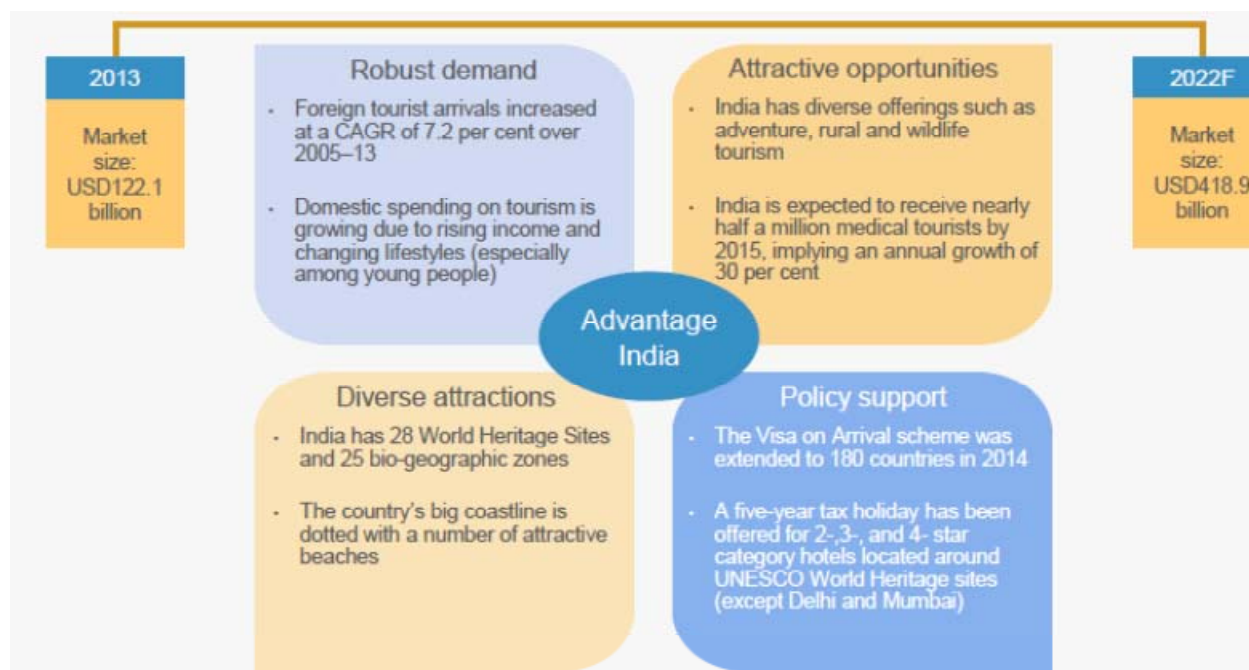 2013
Market
size:
USD122.1
billion
Robust demand
· Foreign tourist arrivals increased
at a CAGR of 7.2 per cent over
2005–13
· Domestic spending on tourism is
growing due to rising income and
changing lifestyles (especially
among young people)
Attractive opportunities
· India has diverse offerings such as
adventure, rural and wildlife
tourism
· India is expected to receive nearly
half a million medical tourists by
2015, implying an annual growth of
30 per cent
2022F
Market
size:
USD418.9
billion
Advantage
India
Diverse attractions
· India has 28 World Heritage Sites
and 25 bio-geographic zones
· The country's big coastline is
dotted with a number of attractive
beaches
Policy support
· The Visa on Arrival scheme was
extended to 180 countries in 2014
· A five-year tax holiday has been
offered for 2-,3-, and 4- star
category hotels located around
UNESCO World Heritage sites
(except Delhi and Mumbai)